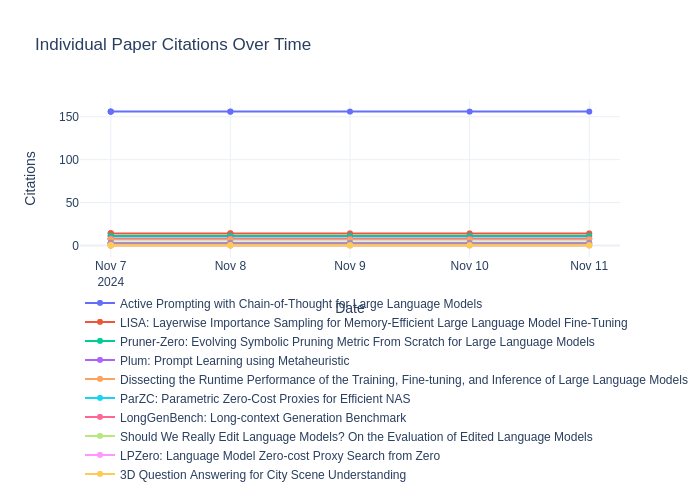 Individual Paper Citations Over Time
Citations
150
100
50
0
Nov 7
2024
Nov 8
Nov 9
Nov 10
Nov 11
Date
Active Prompting with Chain-of-Thought for Large Language Models
LISA: Layerwise Importance Sampling for Memory-Efficient Large Language Model Fine-Tuning
Pruner-Zero: Evolving Symbolic Pruning Metric From Scratch for Large Language Models
Plum: Prompt Learning using Metaheuristic
Dissecting the Runtime Performance of the Training, Fine-tuning, and Inference of Large Language Models
ParZC: Parametric Zero-Cost Proxies for Efficient NAS
LongGenBench: Long-context Generation Benchmark
Should We Really Edit Language Models? On the Evaluation of Edited Language Models
LPZero: Language Model Zero-cost Proxy Search from Zero
3D Question Answering for City Scene Understanding